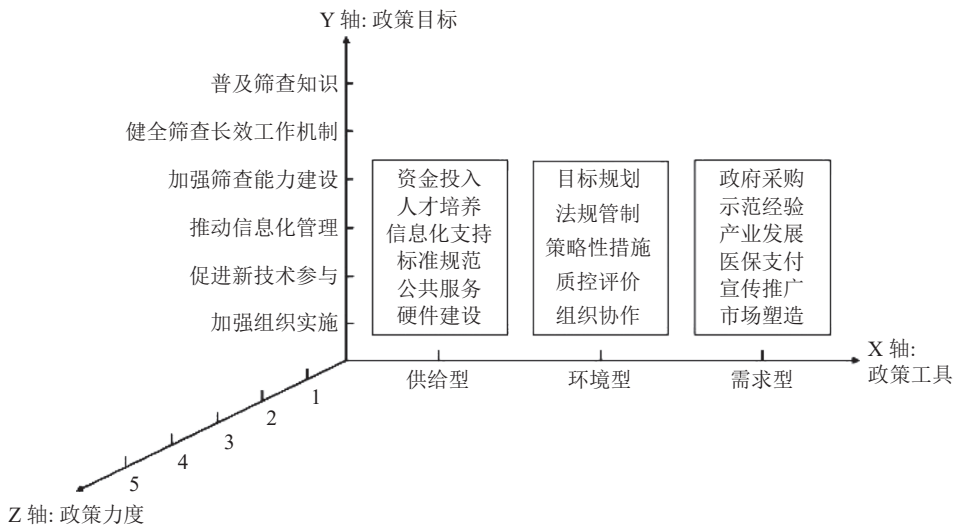 Y 轴: 政策目标
普及筛查知识
健全筛查长效工作机制
加强筛查能力建设
推动信息化管理
促进新技术参与
加强组织实施
资金投入
人才培养
信息化支持
标准规范
公共服务
硬件建设
目标规划
法规管制
策略性措施
质控评价
组织协作
政府采购
示范经验
产业发展
医保支付
宣传推广
市场塑造
供给型
环境型
需求型
X 轴:
政策工具
1
2
3
4
5
Z 轴: 政策力度